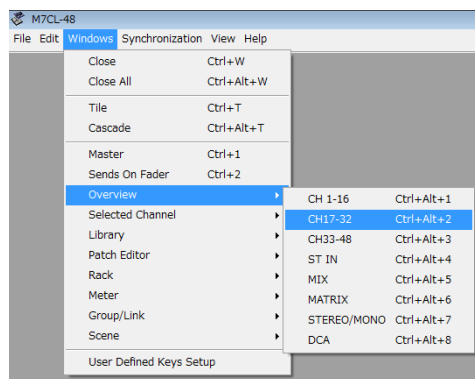 M7CL-48
File Edit Windows Synchronization View Help
Close Ctrl+W
Close All Ctrl+Alt+W
Tile Ctrl+T
Cascade Ctrl+Alt+T
Master Ctrl+1
Sends On Fader Ctrl+2
Overview
Selected Channel
Library
Patch Editor
Rack
Meter
Group/Link
Scene
User Defined Keys Setup
CH 1-16 Ctrl+Alt+1
CH17-32 Ctrl+Alt+2
CH33-48 Ctrl+Alt+3
ST IN Ctrl+Alt+4
MIX Ctrl+Alt+5
MATRIX Ctrl+Alt+6
STEREO/MONO Ctrl+Alt+7
DCA Ctrl+Alt+8